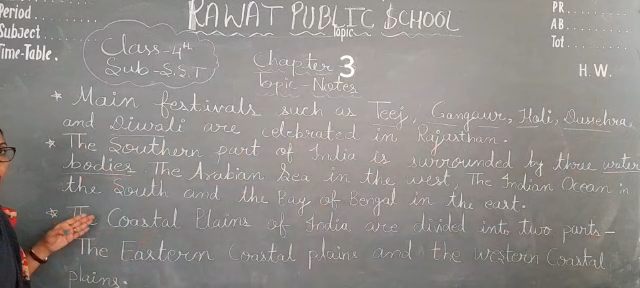 RAWAT PUBLIC SCHOOL
Period
Subject
Time-Table.
Topic
PR
AB
Tot
H.W.
Class - 4th
Sub - S.S.T
Chapter 3
Topic - Notes
* Main festivals such as Teej, Gangaur, Holi, Dussehra,
and Diwali are celebrated in Rajasthan.
* The Southern part of India is surrounded by three water
bodies. The Arabian Sea in the west, The Indian Ocean in
the South and the Bay of Bengal in the east.
* The Coastal Plains of India are divided into two parts-
The Eastern Coastal plains and the Western Coastal
plains.